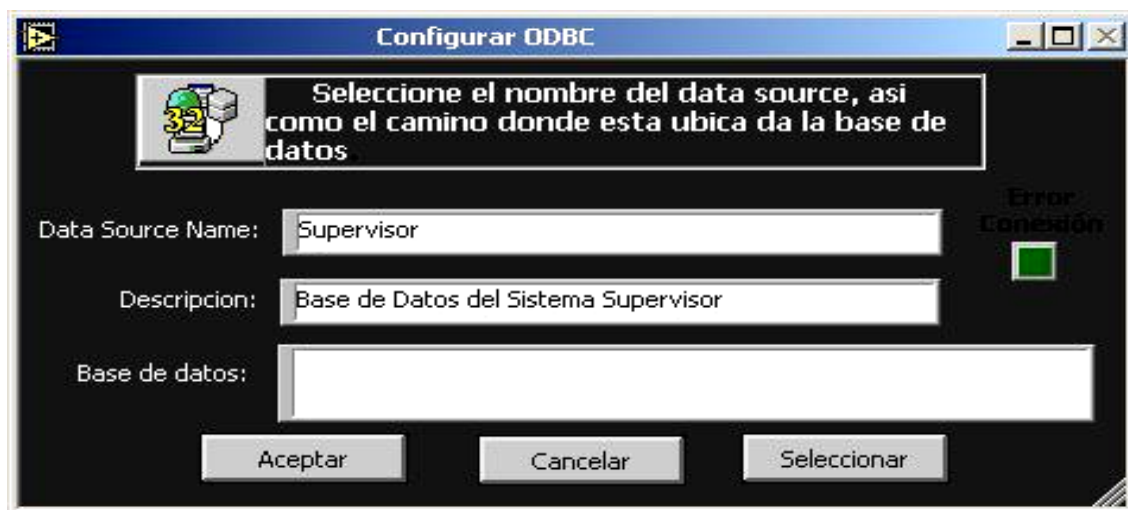 Configurar ODBC
32
Seleccione el nombre del data source, asi
como el camino donde esta ubica da la base de
datos.
Error
Conexión
Data Source Name:
Supervisor
Descripcion:
Base de Datos del Sistema Supervisor
Base de datos:
Aceptar
Cancelar
Seleccionar